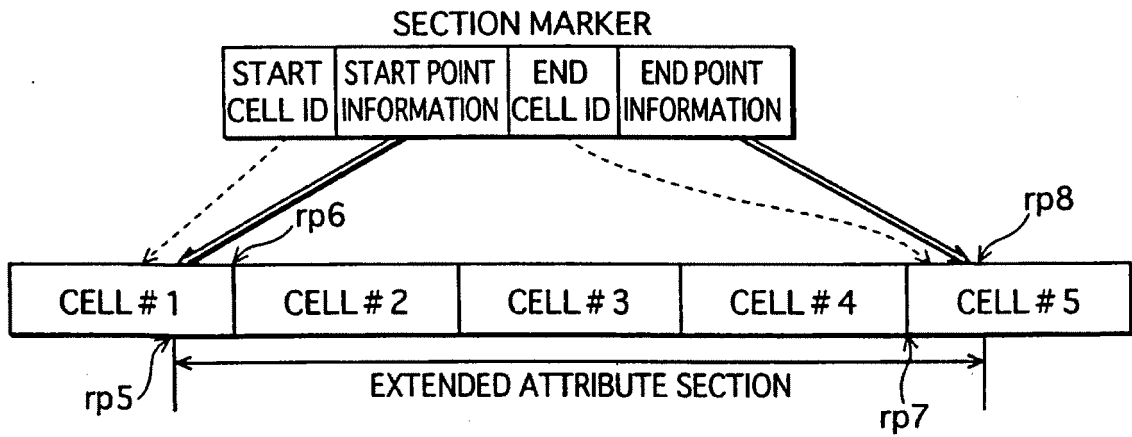 SECTION MARKER
START CELL ID
START POINT INFORMATION
END CELL ID
END POINT INFORMATION
rp6
rp8
CELL # 1
CELL # 2
CELL # 3
CELL # 4
CELL # 5
rp5
EXTENDED ATTRIBUTE SECTION
rp7